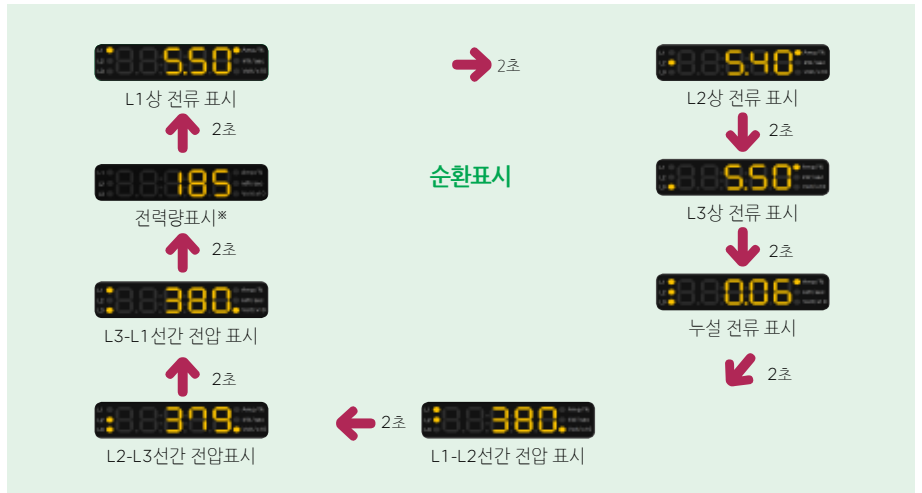 5.50
L1상 전류 표시
2초
5.40
L2상 전류 표시
2초
5.50
L3상 전류 표시
2초
0.06
누설 전류 표시
2초
380.
L1-L2선간 전압 표시
2초
379.
L2-L3선간 전압표시
2초
380.
L3-L1선간 전압 표시
2초
185
전력량표시※
2초
순환표시